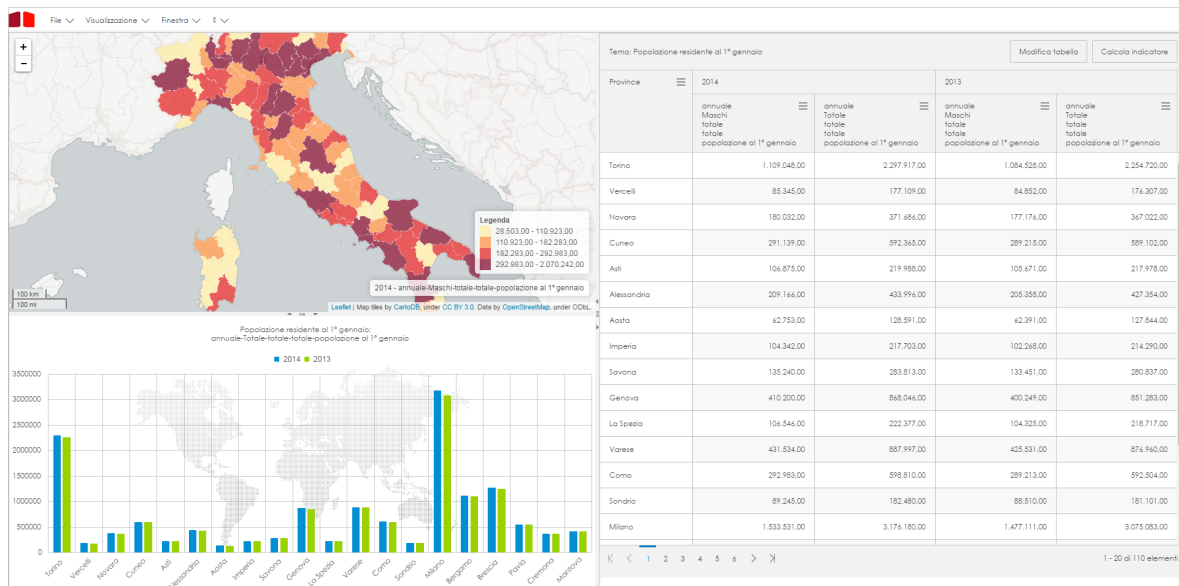 File Visualizzazione Finestra ?
+
−
Legenda
28.503,00 - 110.923,00
110.923,00 - 182.283,00
182.283,00 - 292.983,00
292.983,00 - 2.070.242,00
2014 - annuale-Maschi-totale-totale-popolazione al 1° gennaio
100 km
100 mi
Leaflet | Map tiles by CartoDB, under CC BY 3.0. Data by OpenStreetMap, under ODbL.
Popolazione residente al 1° gennaio:
annuale-Totale-totale-totale-popolazione al 1° gennaio
2014 2013
3500000
3000000
2500000
2000000
1500000
1000000
500000
0
Torino Vercelli Novara Cuneo Asti Alessandria Aosta Imperia Savona Genova La Spezia Varese Como Sondrio Milano Bergamo Brescia Pavia Cremona Mantova
Tema: Popolazione residente al 1° gennaio Modifica tabella Calcola indicatore
Province 2014 2013
annuale annuale annuale annuale
Maschi Totale Maschi Totale
totale totale totale totale
totale totale totale totale
popolazione al 1° gennaio popolazione al 1° gennaio popolazione al 1° gennaio popolazione al 1° gennaio
Torino 1.109.048,00 2.297.917,00 1.084.528,00 2.254.720,00
Vercelli 85.345,00 177.109,00 84.852,00 176.307,00
Novara 180.032,00 371.686,00 177.176,00 367.022,00
Cuneo 291.139,00 592.365,00 289.215,00 589.102,00
Asti 106.875,00 219.988,00 105.671,00 217.978,00
Alessandria 209.166,00 433.996,00 205.358,00 427.354,00
Aosta 62.753,00 128.591,00 62.391,00 127.844,00
Imperia 104.342,00 217.703,00 102.268,00 214.290,00
Savona 135.240,00 283.813,00 133.451,00 280.837,00
Genova 410.200,00 868.046,00 400.249,00 851.283,00
La Spezia 106.546,00 222.377,00 104.325,00 218.717,00
Varese 431.534,00 887.997,00 425.531,00 876.960,00
Como 292.983,00 598.810,00 289.213,00 592.504,00
Sondrio 89.245,00 182.480,00 88.510,00 181.101,00
Milano 1.533.531,00 3.176.180,00 1.477.111,00 3.075.083,00
1 2 3 4 5 6 1 - 20 di 110 elementi